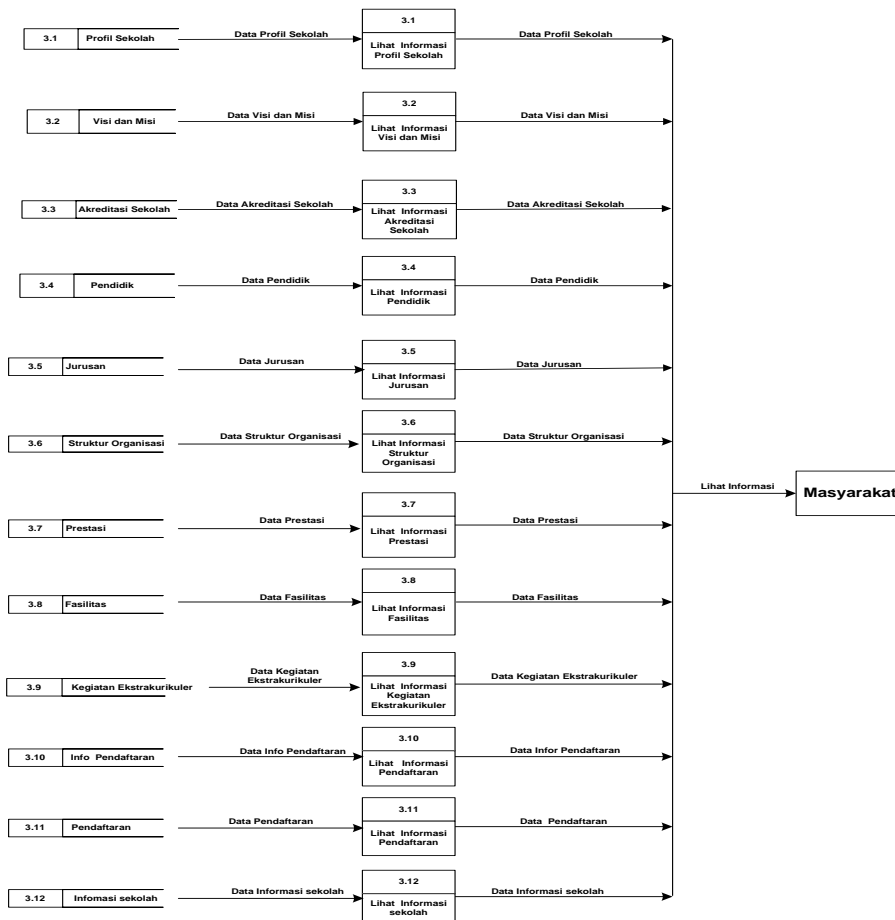 3.1 Profil Sekolah Data Profil Sekolah 3.1 Data Profil Sekolah
Lihat Informasi
Profil Sekolah
3.2 Visi dan Misi Data Visi dan Misi 3.2 Data Visi dan Misi
Lihat Informasi
Visi dan Misi
3.3 Akreditasi Sekolah Data Akreditasi Sekolah 3.3 Data Akreditasi Sekolah
Lihat Informasi
Akreditasi
Sekolah
3.4 Pendidik Data Pendidik 3.4 Data Pendidik
Lihat Informasi
Pendidik
3.5 Jurusan Data Jurusan 3.5 Data Jurusan
Lihat Informasi
Jurusan
3.6 Struktur Organisasi Data Struktur Organisasi 3.6 Data Struktur Organisasi
Lihat Informasi
Struktur
Organisasi
Lihat Informasi
Masyarakat
3.7 Prestasi Data Prestasi 3.7 Data Prestasi
Lihat Informasi
Prestasi
3.8 Fasilitas Data Fasilitas 3.8 Data Fasilitas
Lihat Informasi
Fasilitas
3.9 Kegiatan Ekstrakurikuler Data Kegiatan
Ekstrakurikuler
3.9 Data Kegiatan Ekstrakurikuler
Lihat Informasi
Kegiatan
Ekstrakurikuler
3.10 Info Pendaftaran Data Info Pendaftaran 3.10 Data Infor Pendaftaran
Lihat Informasi
Pendaftaran
3.11 Pendaftaran Data Pendaftaran 3.11 Data Pendaftaran
Lihat Informasi
Pendaftaran
3.12 Infomasi sekolah Data Informasi sekolah 3.12 Data Informasi sekolah
Lihat Informasi
sekolah